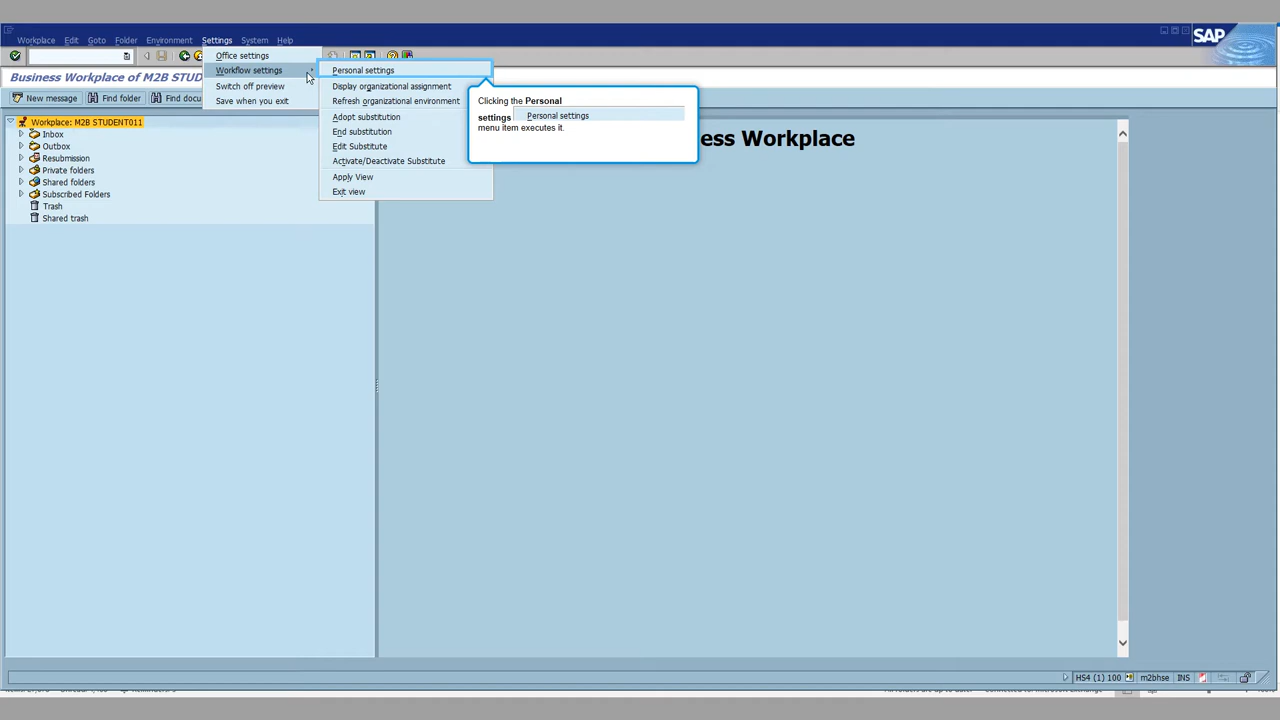 Workplace Edit Goto Folder Environment Settings System Help
SAP
Office settings
Workflow settings
Switch off preview
Save when you exit
Personal settings
Display organizational assignment
Refresh organizational environment
Adopt substitution
End substitution
Edit Substitute
Activate/Deactivate Substitute
Apply View
Exit view
Clicking the Personal
settings Personal settings
menu item executes it.
Business Workplace of M2B STUD
ess Workplace
New message Find folder Find docu
Workplace: M2B STUDENT011
Inbox
Outbox
Resubmission
Private folders
Shared folders
Subscribed Folders
Trash
Shared trash
HS4 (1) 100 m2bhse INS